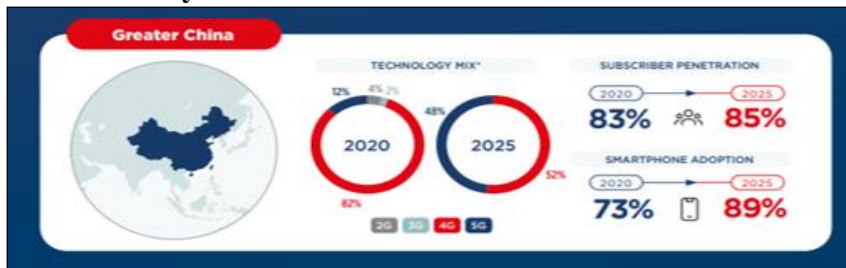 Greater China
TECHNOLOGY MIX*
12%
4%
2%
2020
82%
48%
2025
52%
2G 3G 4G 5G
SUBSCRIBER PENETRATION
2020 2025
83% 85%
SMARTPHONE ADOPTION
2020 2025
73% 89%